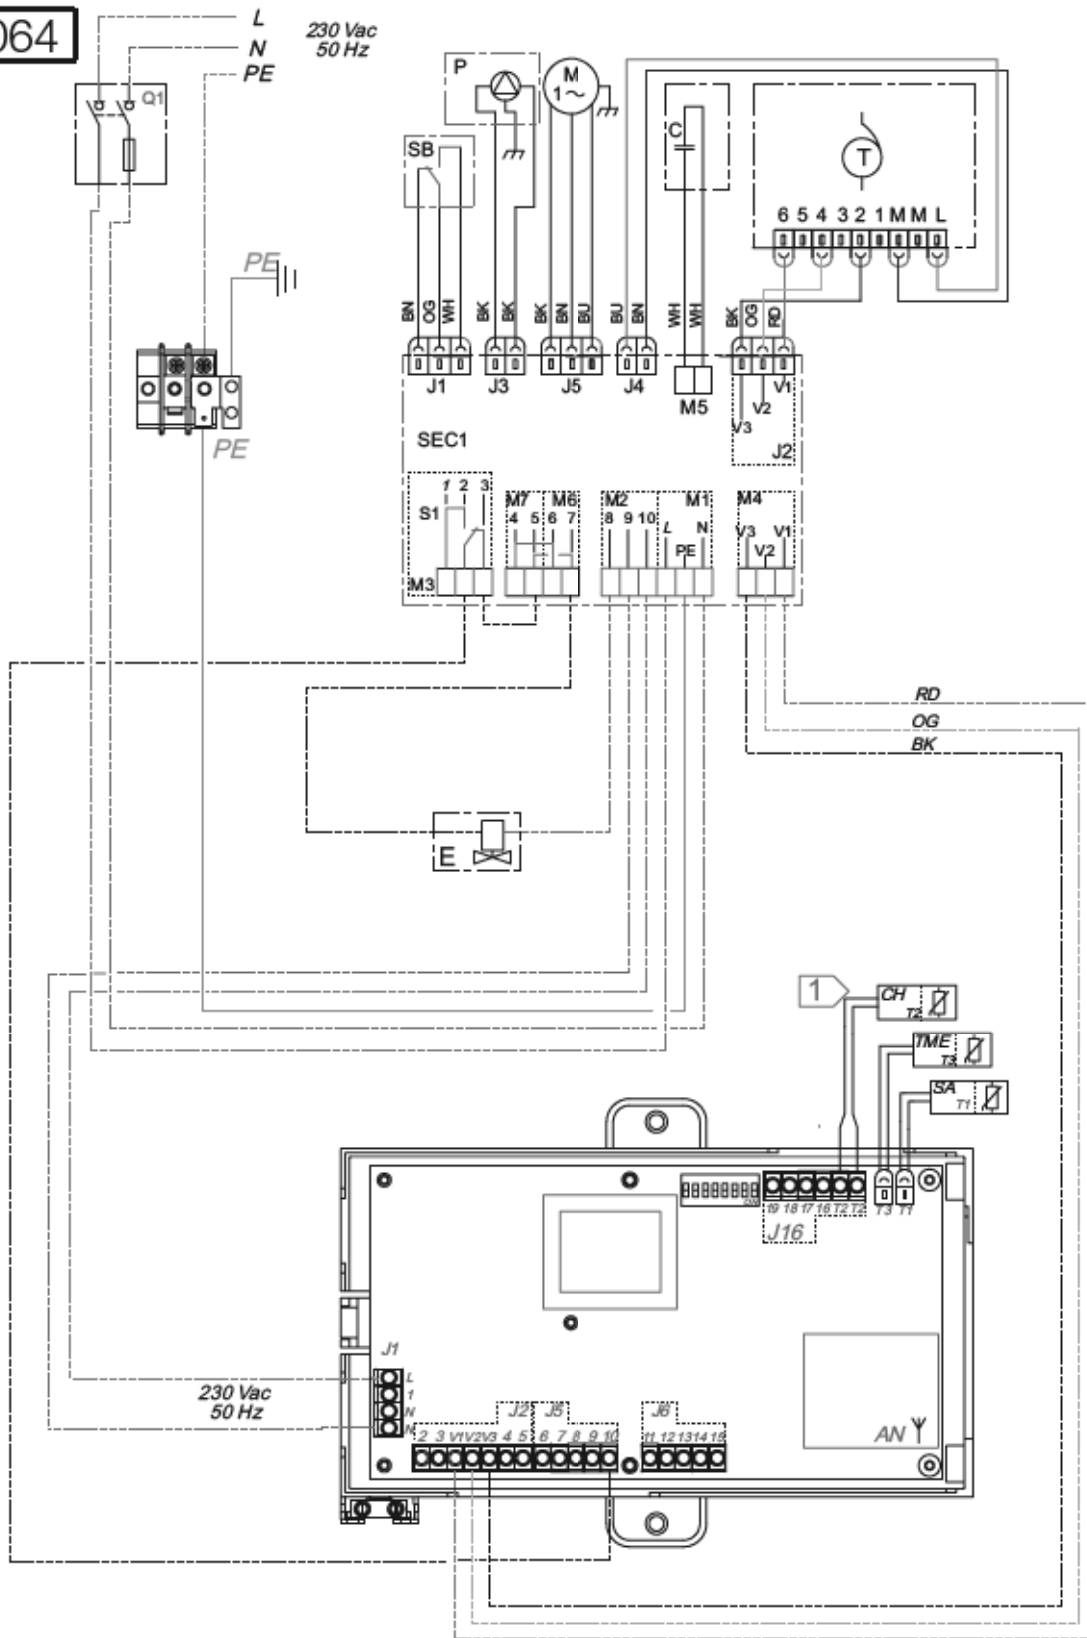 064
L
N
PE
230 Vac
50 Hz
Q1
P
M
1~
C
T
SB
6 5 4 3 2 1 M M L
PE
BN OG WH BK BK BK BN BU BU BN WH WH BK OG RD
J1 J3 J5 J4 M5
V1
V2
V3
J2
PE
SEC1
1 2 3
S1
M3
M7 M6
4 5 6 7
M2 M1
8 9 10 L N
PE
M4
V3 V1
V2
RD
OG
BK
E
1
CH
T2
TME
T3
SA
T1
ON
19 18 17 16 T2 T2 T3 T1
J16
J1
L
1
N
N
230 Vac
50 Hz
J2 J5 J6
2 3 V1 V2 V3 4 5 6 7 8 9 10 11 12 13 14 15
AN